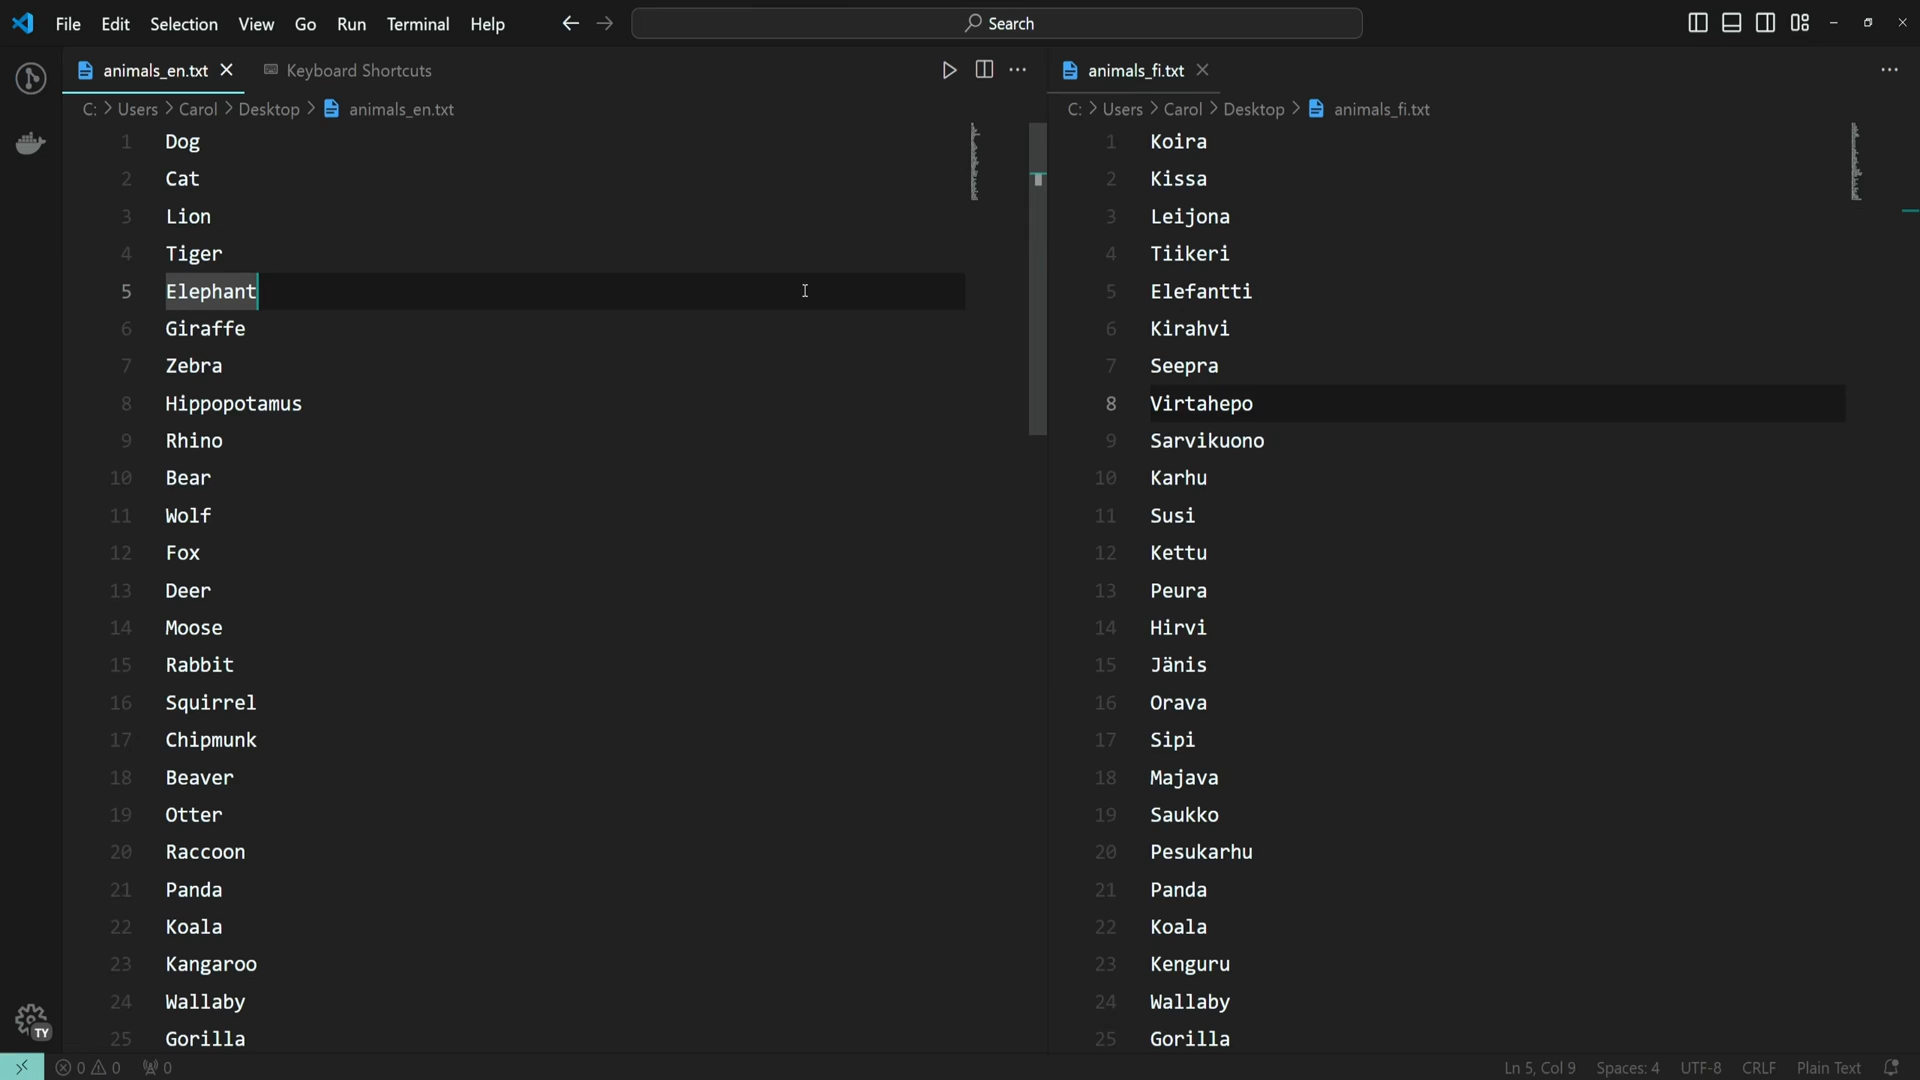 File Edit Selection View Go Run Terminal Help Search
animals_en.txt Keyboard Shortcuts
C: > Users > Carol > Desktop > animals_en.txt
1 Dog
2 Cat
3 Lion
4 Tiger
5 Elephant
6 Giraffe
7 Zebra
8 Hippopotamus
9 Rhino
10 Bear
11 Wolf
12 Fox
13 Deer
14 Moose
15 Rabbit
16 Squirrel
17 Chipmunk
18 Beaver
19 Otter
20 Raccoon
21 Panda
22 Koala
23 Kangaroo
24 Wallaby
25 Gorilla
animals_fi.txt
C: > Users > Carol > Desktop > animals_fi.txt
1 Koira
2 Kissa
3 Leijona
4 Tiikeri
5 Elefantti
6 Kirahvi
7 Seepra
8 Virtahepo
9 Sarvikuono
10 Karhu
11 Susi
12 Kettu
13 Peura
14 Hirvi
15 Jänis
16 Orava
17 Sipi
18 Majava
19 Saukko
20 Pesukarhu
21 Panda
22 Koala
23 Kenguru
24 Wallaby
25 Gorilla
TY
0 0 0 Ln 5, Col 9 Spaces: 4 UTF-8 CRLF Plain Text